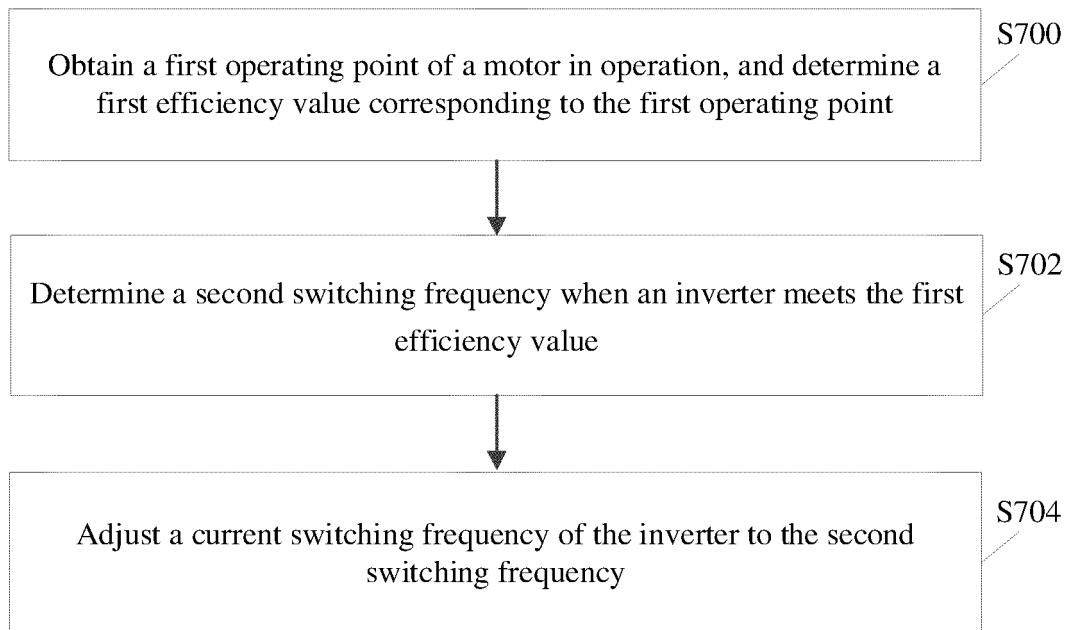 S700
Obtain a first operating point of a motor in operation, and determine a
first efficiency value corresponding to the first operating point
S702
Determine a second switching frequency when an inverter meets the first
efficiency value
S704
Adjust a current switching frequency of the inverter to the second
switching frequency